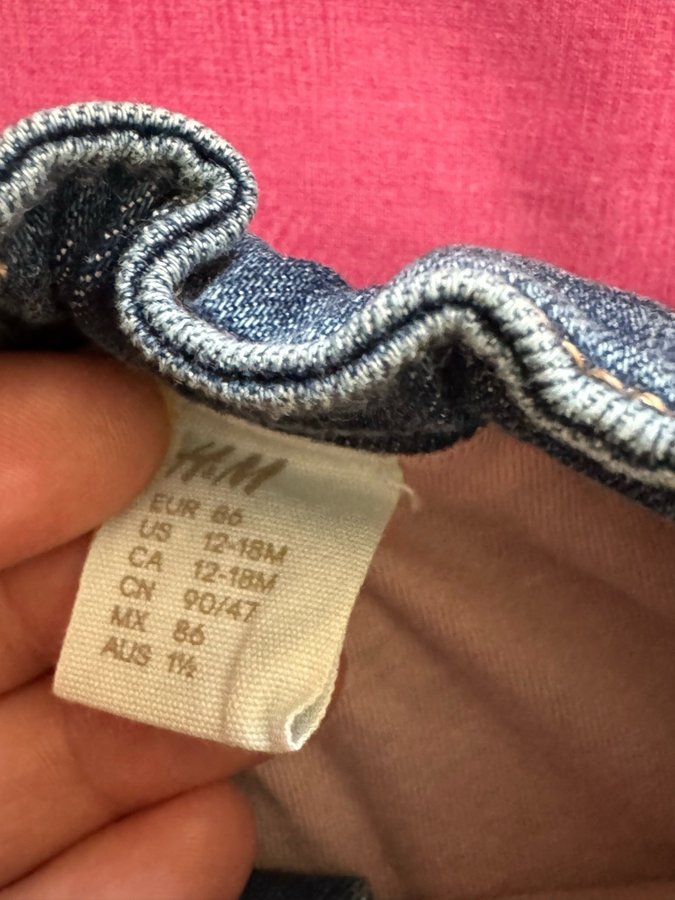 H&M
EUR 86
US 12-18M
CA 12-18M
CN 90/47
MX 86
AUS 1½